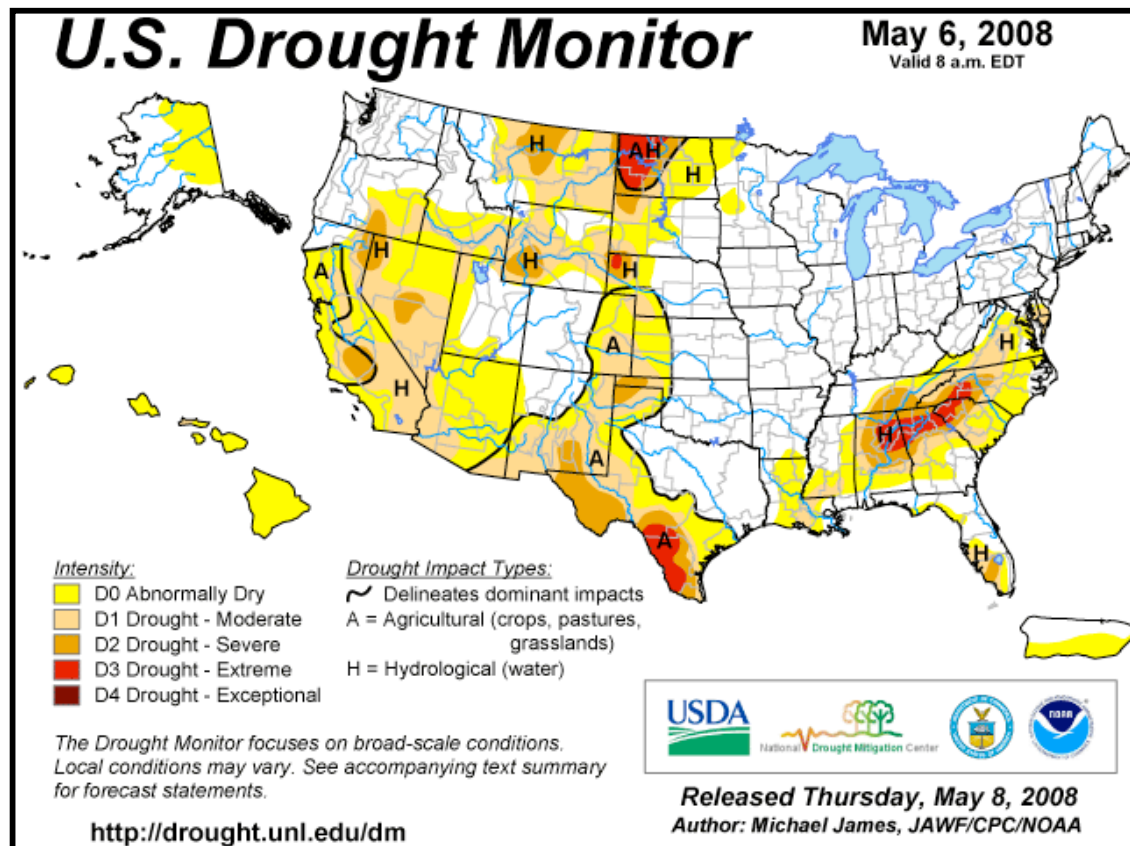 U.S. Drought Monitor
May 6, 2008
Valid 8 a.m. EDT
H
AH
H
A
H
H
H
A
H
A
A
H
H
H
Intensity:
D0 Abnormally Dry
D1 Drought - Moderate
D2 Drought - Severe
D3 Drought - Extreme
D4 Drought - Exceptional
Drought Impact Types:
Delineates dominant impacts
A = Agricultural (crops, pastures,
grasslands)
H = Hydrological (water)
USDA
National Drought Mitigation Center
NOAA
The Drought Monitor focuses on broad-scale conditions.
Local conditions may vary. See accompanying text summary
for forecast statements.
http://drought.unl.edu/dm
Released Thursday, May 8, 2008
Author: Michael James, JAWF/CPC/NOAA